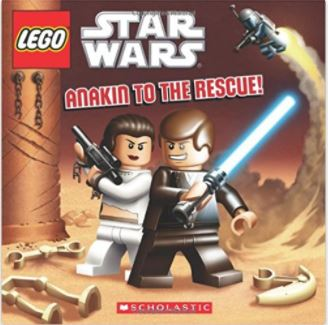 LEGO
STAR
WARS
ANAKIN TO THE RESCUE!
SCHOLASTIC